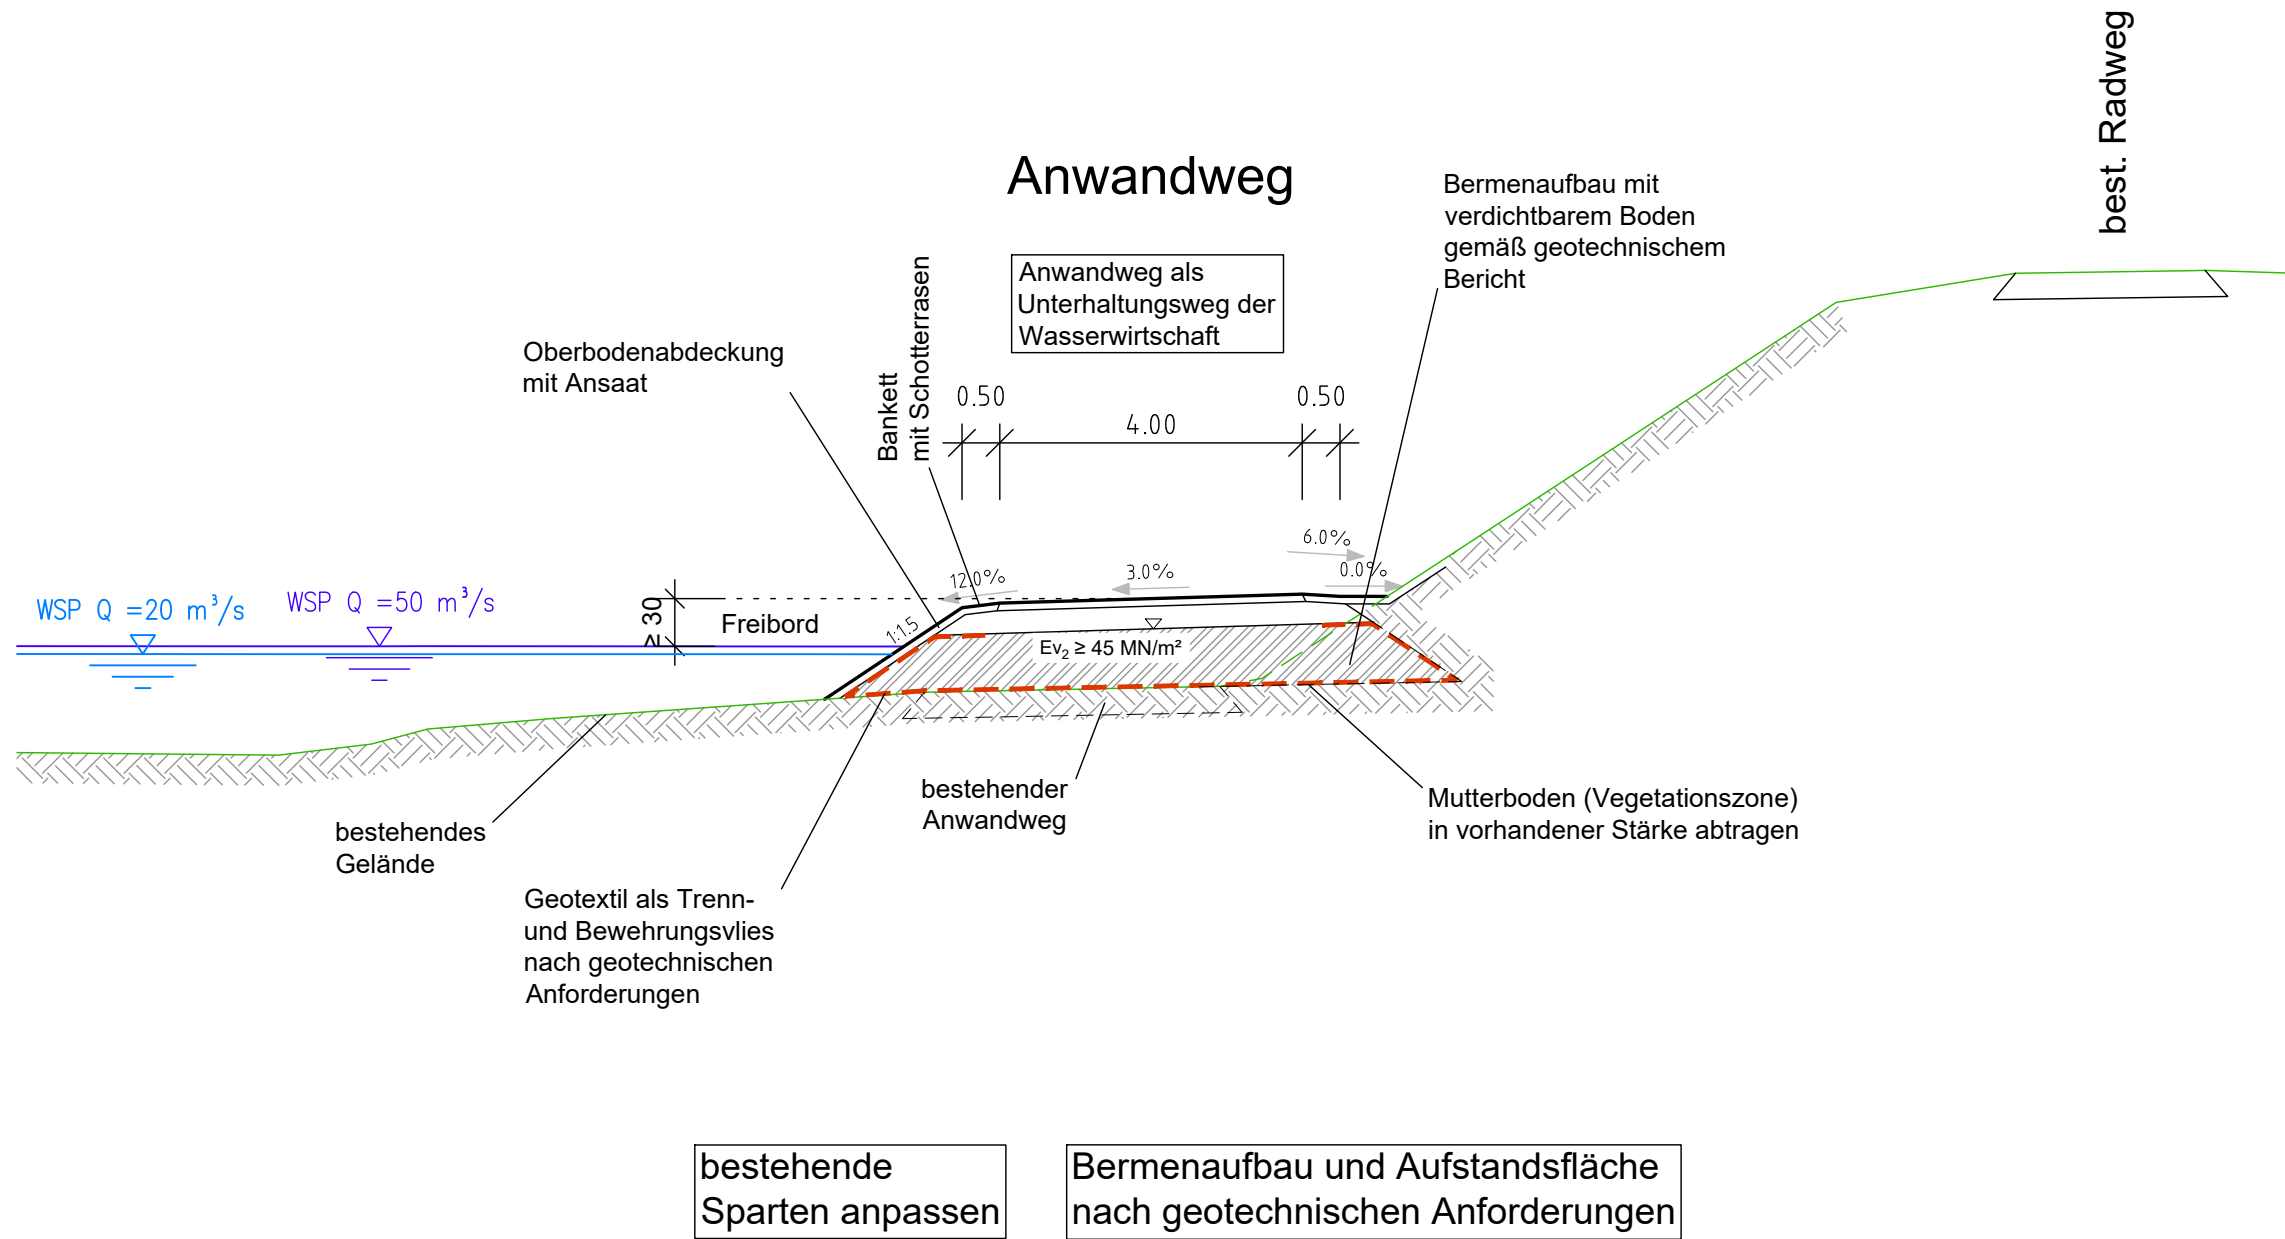 best. Radweg
Anwandweg
Bermenaufbau mit
verdichtbarem Boden
gemäß geotechnischem
Bericht
Anwandweg als
Unterhaltungsweg der
Wasserwirtschaft
Oberbodenabdeckung
mit Ansaat
Bankett
mit Schotterrasen
0.50
4.00
0.50
6.0%
12.0%
3.0%
0.0%
WSP Q =20 m³/s
WSP Q =50 m³/s
≥ 30
Freibord
1:1.5
Ev₂ ≥ 45 MN/m²
bestehendes
Gelände
bestehender
Anwandweg
Mutterboden (Vegetationszone)
in vorhandener Stärke abtragen
Geotextil als Trenn-
und Bewehrungsvlies
nach geotechnischen
Anforderungen
bestehende
Sparten anpassen
Bermenaufbau und Aufstandsfläche
nach geotechnischen Anforderungen